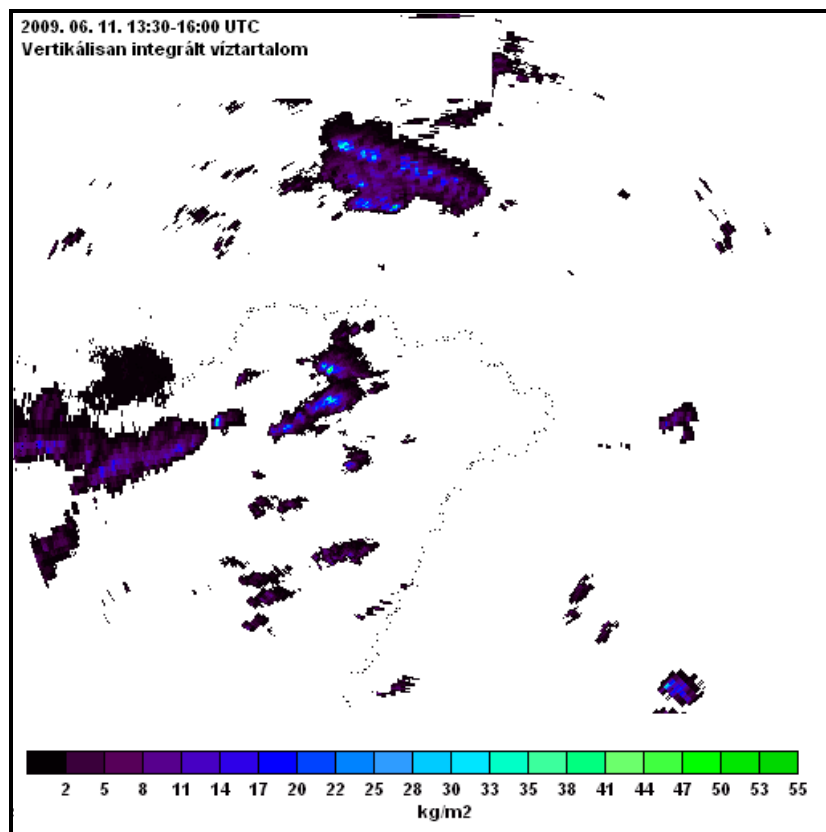 2009. 06. 11. 13:30-16:00 UTC
Vertikálisan integrált víztartalom
2 5 8 11 14 17 20 22 25 28 30 33 35 38 41 44 47 50 53 55
kg/m2